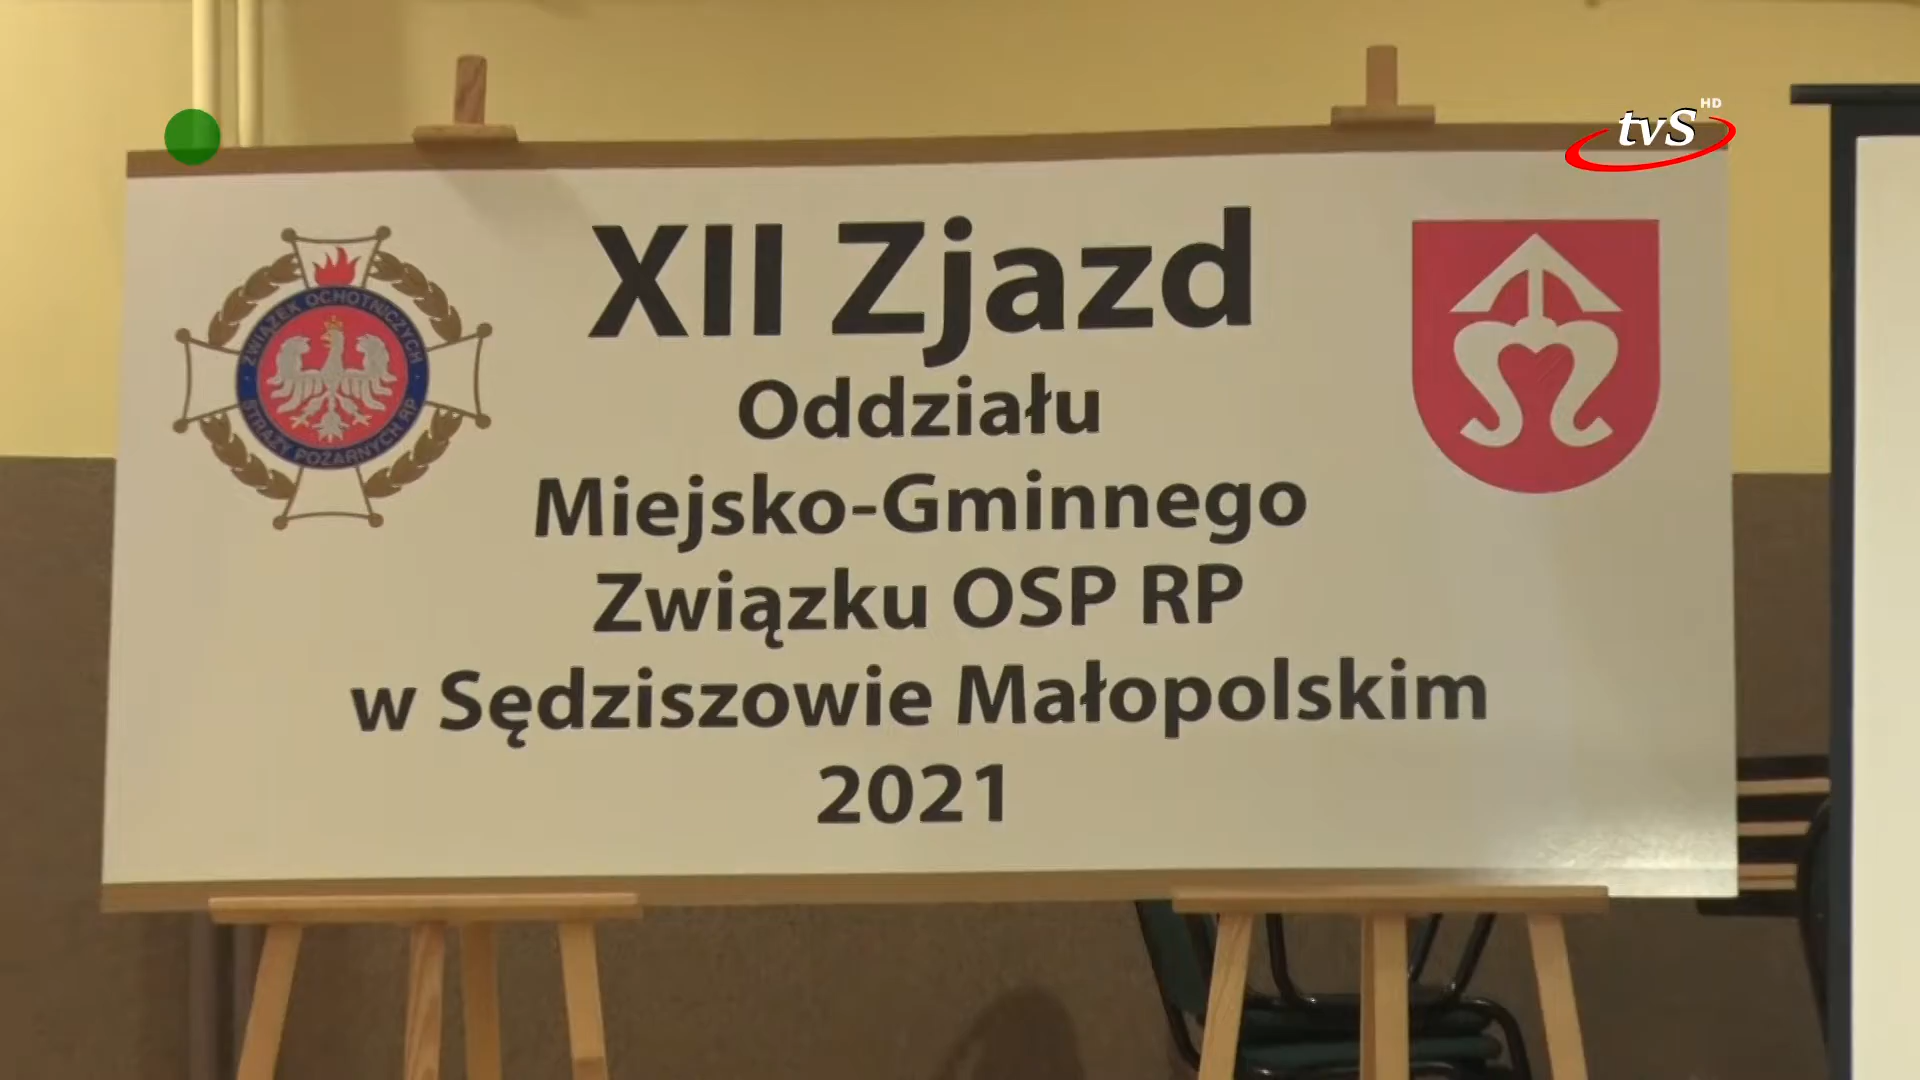 tvS HD
XII Zjazd
Oddziału
Miejsko-Gminnego
Związku OSP RP
w Sędziszowie Małopolskim
2021
ZWIĄZEK OCHOTNICZYCH
STRAŻY POŻARNYCH RP